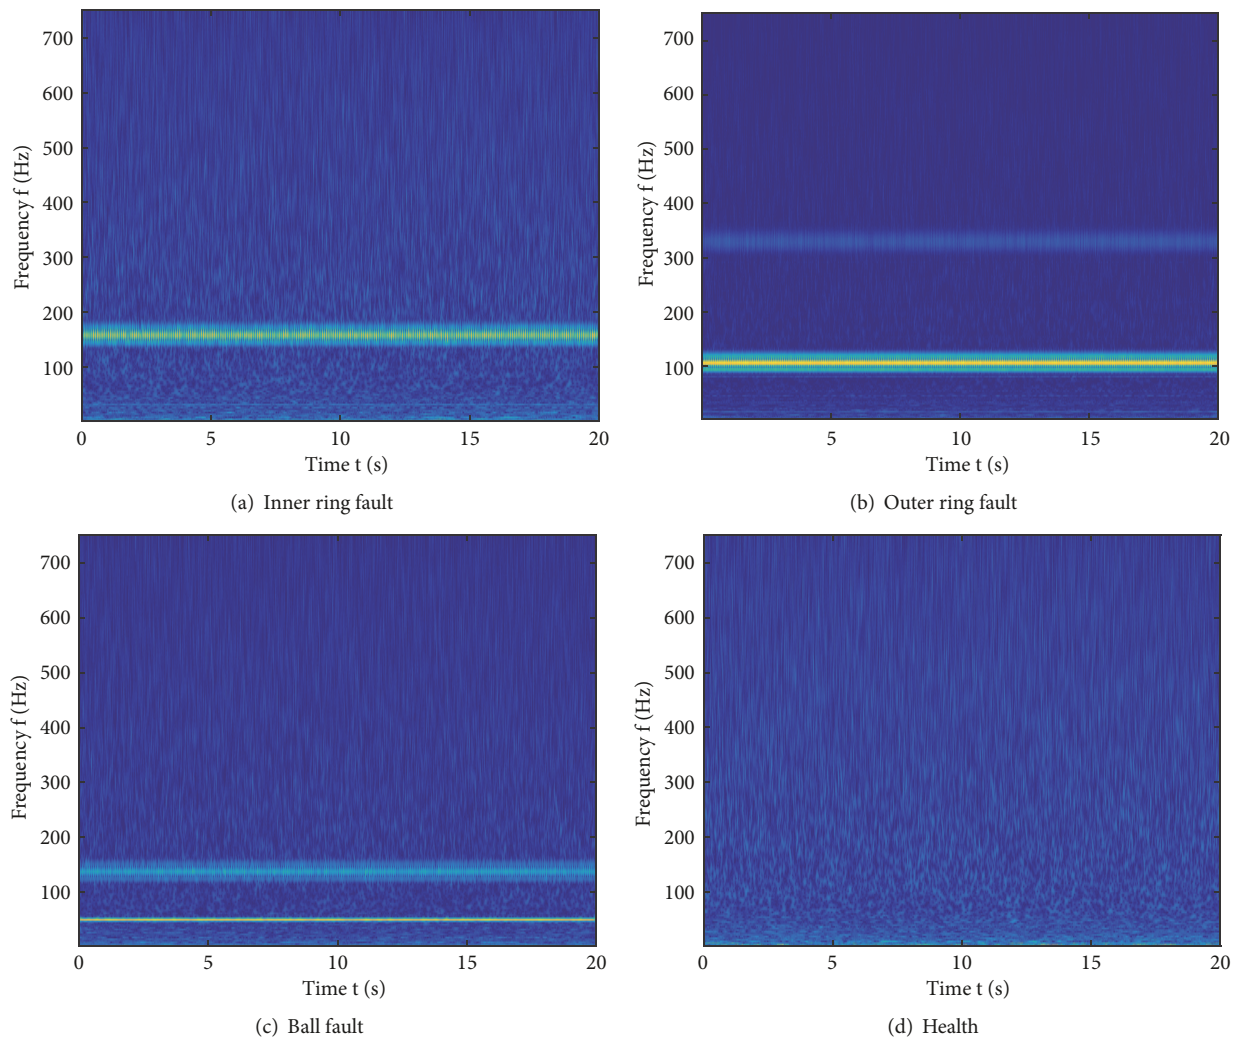 700
600
500
400
300
200
100
Frequency f (Hz)
0 5 10 15 20
Time t (s)
(a) Inner ring fault
700
600
500
400
300
200
100
Frequency f (Hz)
5 10 15 20
Time t (s)
(b) Outer ring fault
700
600
500
400
300
200
100
Frequency f (Hz)
0 5 10 15 20
Time t (s)
(c) Ball fault
700
600
500
400
300
200
100
Frequency f (Hz)
0 5 10 15 20
Time t (s)
(d) Health